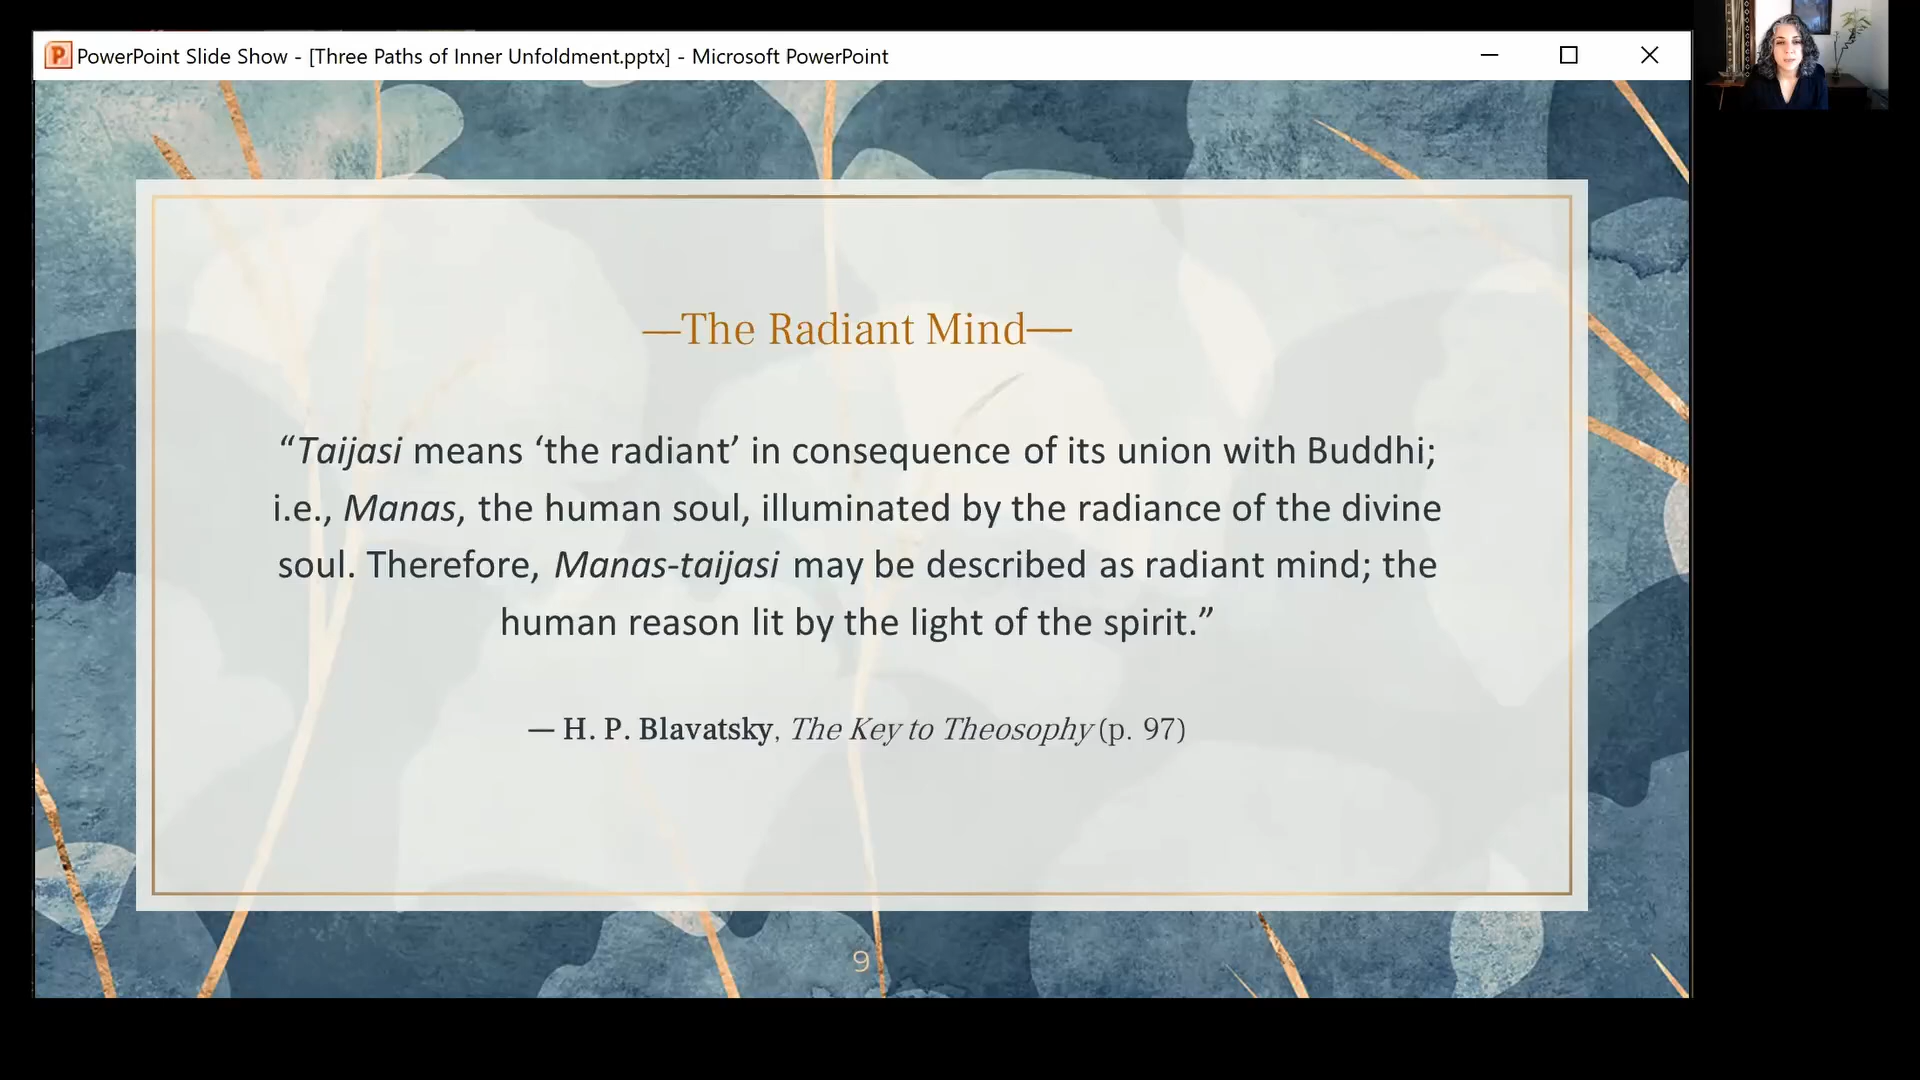 PowerPoint Slide Show - [Three Paths of Inner Unfoldment.pptx] - Microsoft PowerPoint
—The Radiant Mind—
“Taijasi means ‘the radiant’ in consequence of its union with Buddhi;
i.e., Manas, the human soul, illuminated by the radiance of the divine
soul. Therefore, Manas-taijasi may be described as radiant mind; the
human reason lit by the light of the spirit.”
— H. P. Blavatsky, The Key to Theosophy (p. 97)
9